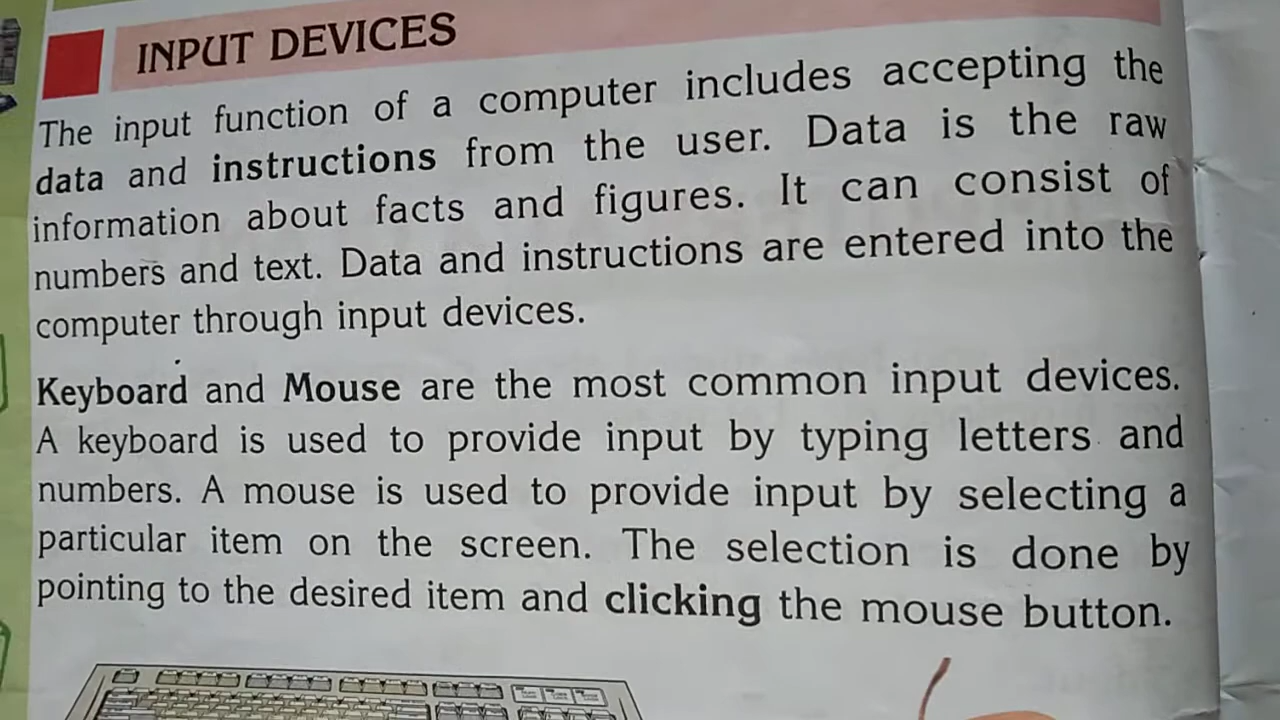 INPUT DEVICES
The input function of a computer includes accepting the
data and instructions from the user. Data is the raw
information about facts and figures. It can consist of
numbers and text. Data and instructions are entered into the
computer through input devices.
Keyboard and Mouse are the most common input devices.
A keyboard is used to provide input by typing letters and
numbers. A mouse is used to provide input by selecting a
particular item on the screen. The selection is done by
pointing to the desired item and clicking the mouse button.